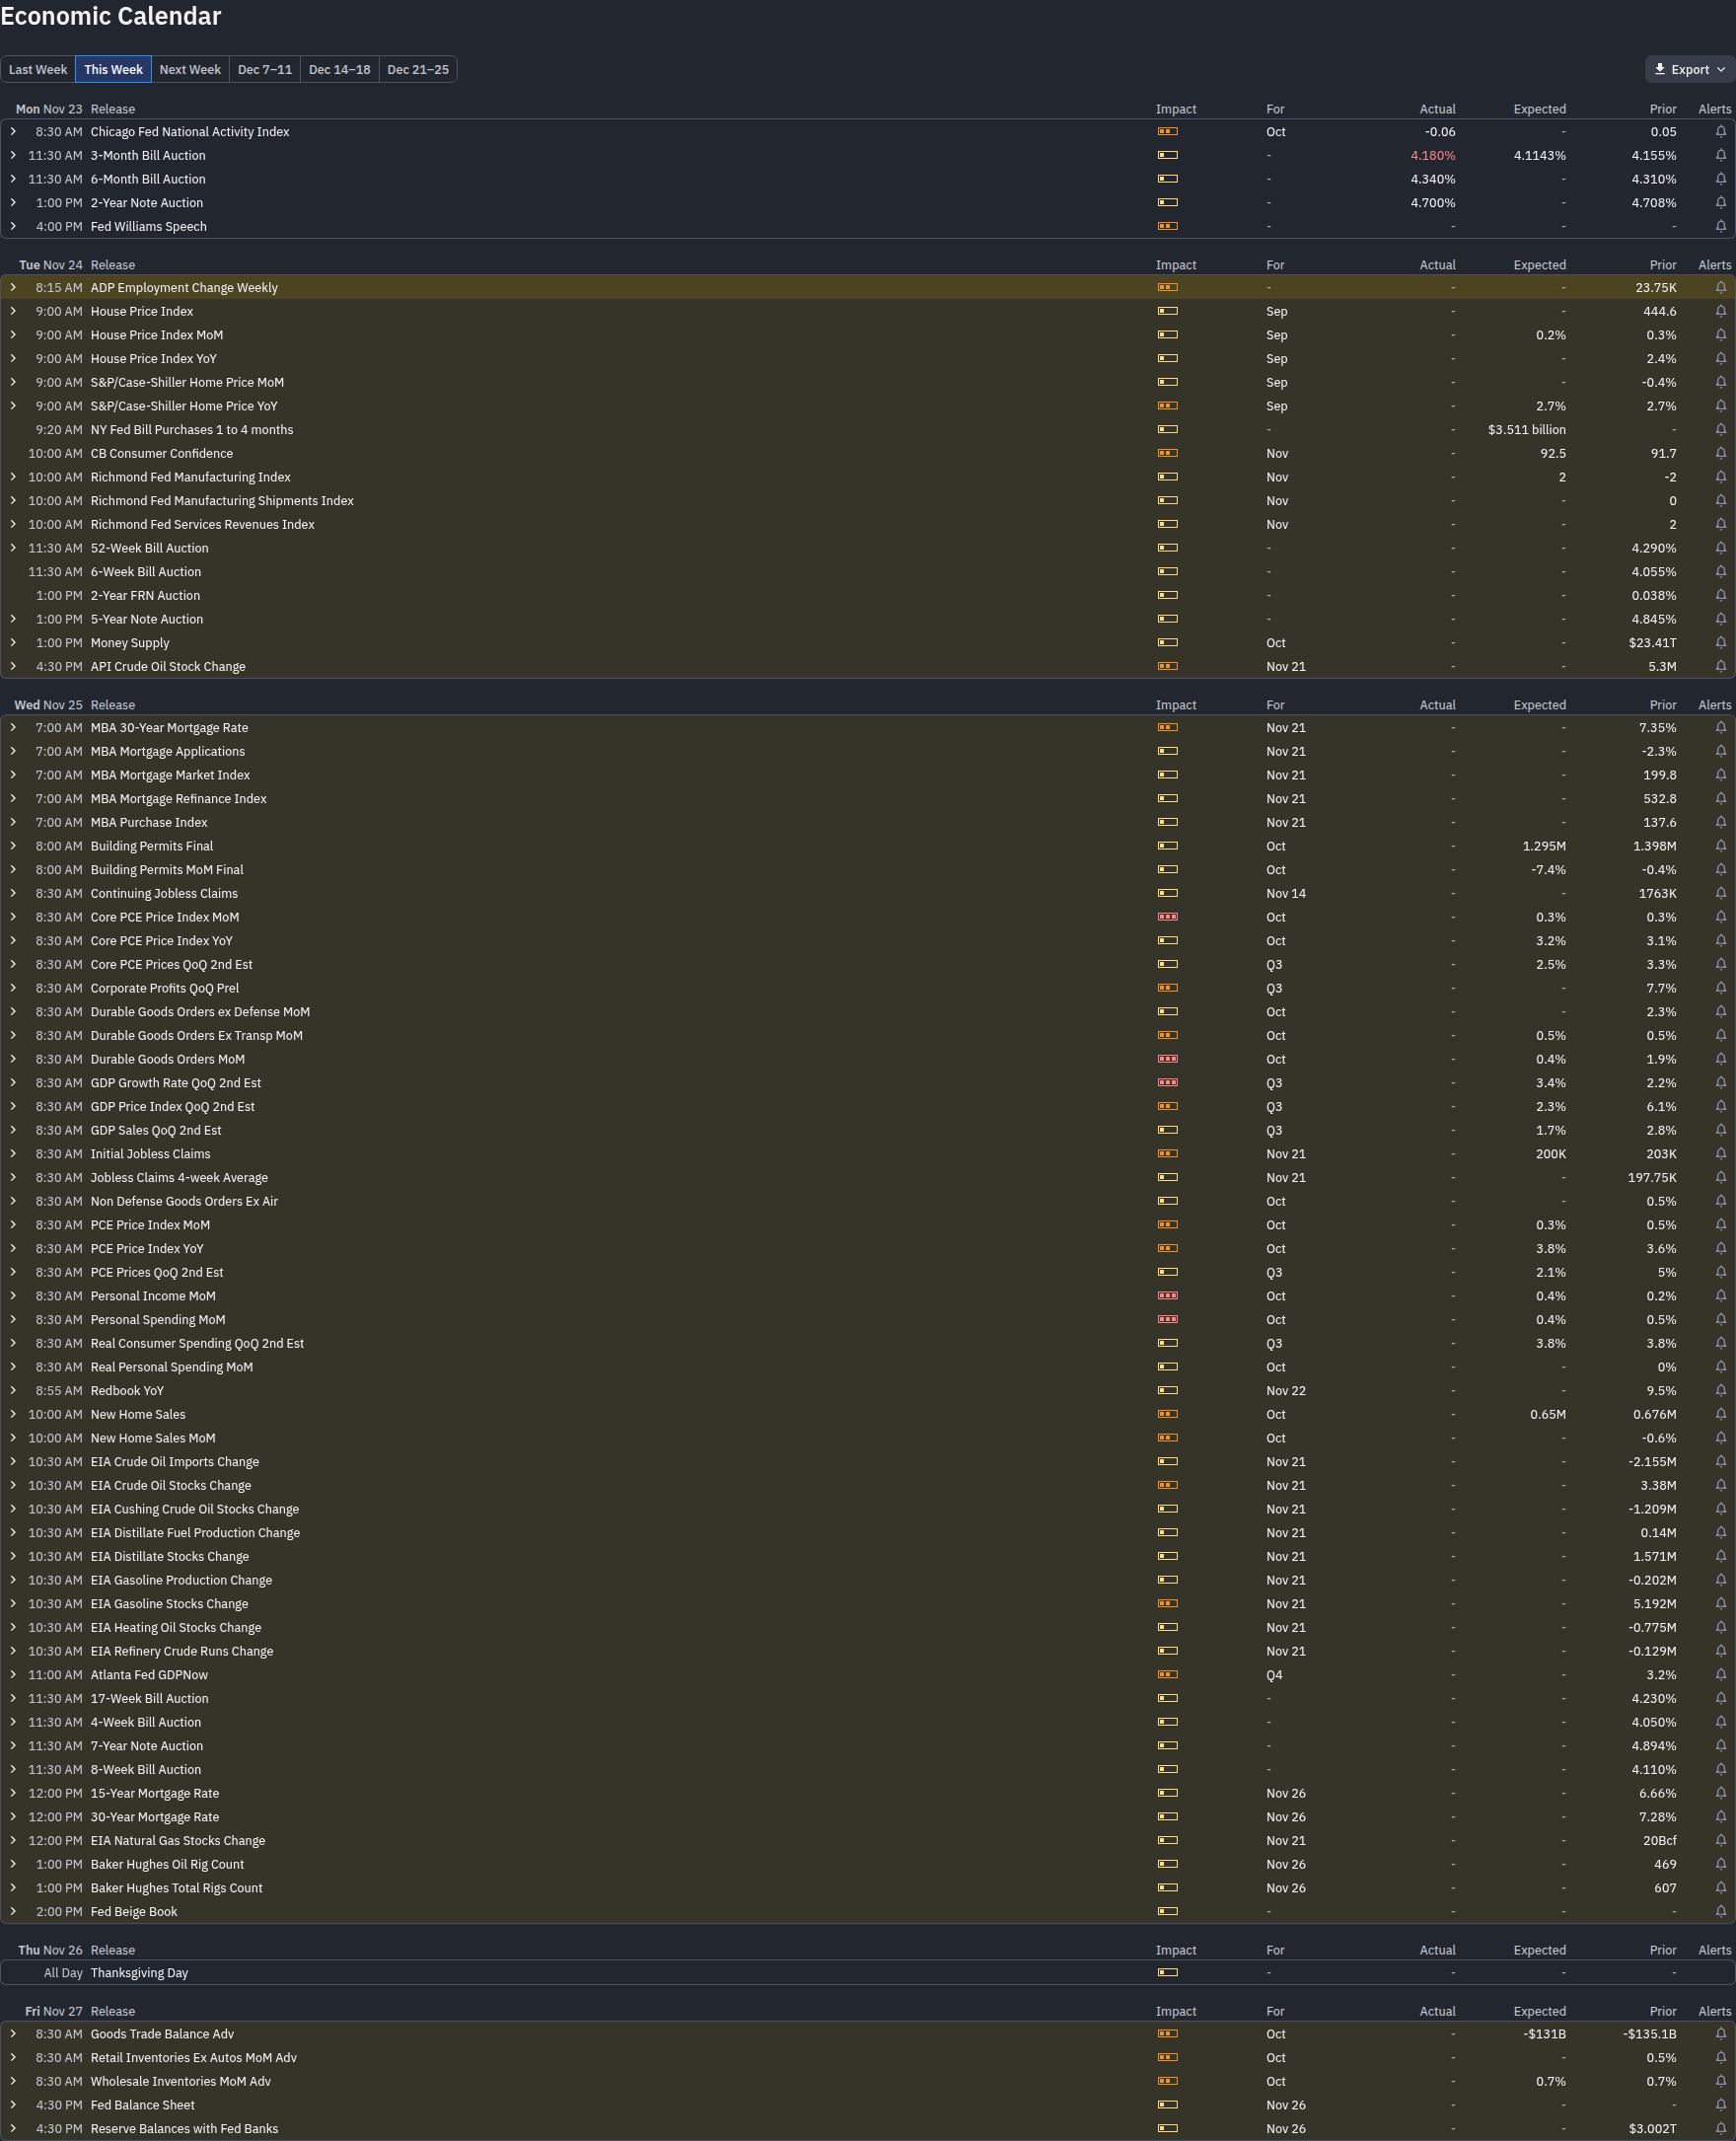 Economic Calendar
Last Week This Week Next Week Dec 7–11 Dec 14–18 Dec 21–25 Export
Mon Nov 23 Release Impact For Actual Expected Prior Alerts
8:30 AM Chicago Fed National Activity Index Oct -0.06 - 0.05
11:30 AM 3-Month Bill Auction - 4.180% 4.1143% 4.155%
11:30 AM 6-Month Bill Auction - 4.340% - 4.310%
1:00 PM 2-Year Note Auction - 4.700% - 4.708%
4:00 PM Fed Williams Speech - - - -
Tue Nov 24 Release Impact For Actual Expected Prior Alerts
8:15 AM ADP Employment Change Weekly - - - 23.75K
9:00 AM House Price Index Sep - - 444.6
9:00 AM House Price Index MoM Sep - 0.2% 0.3%
9:00 AM House Price Index YoY Sep - - 2.4%
9:00 AM S&P/Case-Shiller Home Price MoM Sep - - -0.4%
9:00 AM S&P/Case-Shiller Home Price YoY Sep - 2.7% 2.7%
9:20 AM NY Fed Bill Purchases 1 to 4 months - - $3.511 billion -
10:00 AM CB Consumer Confidence Nov - 92.5 91.7
10:00 AM Richmond Fed Manufacturing Index Nov - 2 -2
10:00 AM Richmond Fed Manufacturing Shipments Index Nov - - 0
10:00 AM Richmond Fed Services Revenues Index Nov - - 2
11:30 AM 52-Week Bill Auction - - - 4.290%
11:30 AM 6-Week Bill Auction - - - 4.055%
1:00 PM 2-Year FRN Auction - - - 0.038%
1:00 PM 5-Year Note Auction - - - 4.845%
1:00 PM Money Supply Oct - - $23.41T
4:30 PM API Crude Oil Stock Change Nov 21 - - 5.3M
Wed Nov 25 Release Impact For Actual Expected Prior Alerts
7:00 AM MBA 30-Year Mortgage Rate Nov 21 - - 7.35%
7:00 AM MBA Mortgage Applications Nov 21 - - -2.3%
7:00 AM MBA Mortgage Market Index Nov 21 - - 199.8
7:00 AM MBA Mortgage Refinance Index Nov 21 - - 532.8
7:00 AM MBA Purchase Index Nov 21 - - 137.6
8:00 AM Building Permits Final Oct - 1.295M 1.398M
8:00 AM Building Permits MoM Final Oct - -7.4% -0.4%
8:30 AM Continuing Jobless Claims Nov 14 - - 1763K
8:30 AM Core PCE Price Index MoM Oct - 0.3% 0.3%
8:30 AM Core PCE Price Index YoY Oct - 3.2% 3.1%
8:30 AM Core PCE Prices QoQ 2nd Est Q3 - 2.5% 3.3%
8:30 AM Corporate Profits QoQ Prel Q3 - - 7.7%
8:30 AM Durable Goods Orders ex Defense MoM Oct - - 2.3%
8:30 AM Durable Goods Orders Ex Transp MoM Oct - 0.5% 0.5%
8:30 AM Durable Goods Orders MoM Oct - 0.4% 1.9%
8:30 AM GDP Growth Rate QoQ 2nd Est Q3 - 3.4% 2.2%
8:30 AM GDP Price Index QoQ 2nd Est Q3 - 2.3% 6.1%
8:30 AM GDP Sales QoQ 2nd Est Q3 - 1.7% 2.8%
8:30 AM Initial Jobless Claims Nov 21 - 200K 203K
8:30 AM Jobless Claims 4-week Average Nov 21 - - 197.75K
8:30 AM Non Defense Goods Orders Ex Air Oct - - 0.5%
8:30 AM PCE Price Index MoM Oct - 0.3% 0.5%
8:30 AM PCE Price Index YoY Oct - 3.8% 3.6%
8:30 AM PCE Prices QoQ 2nd Est Q3 - 2.1% 5%
8:30 AM Personal Income MoM Oct - 0.4% 0.2%
8:30 AM Personal Spending MoM Oct - 0.4% 0.5%
8:30 AM Real Consumer Spending QoQ 2nd Est Q3 - 3.8% 3.8%
8:30 AM Real Personal Spending MoM Oct - - 0%
8:55 AM Redbook YoY Nov 22 - - 9.5%
10:00 AM New Home Sales Oct - 0.65M 0.676M
10:00 AM New Home Sales MoM Oct - - -0.6%
10:30 AM EIA Crude Oil Imports Change Nov 21 - - -2.155M
10:30 AM EIA Crude Oil Stocks Change Nov 21 - - 3.38M
10:30 AM EIA Cushing Crude Oil Stocks Change Nov 21 - - -1.209M
10:30 AM EIA Distillate Fuel Production Change Nov 21 - - 0.14M
10:30 AM EIA Distillate Stocks Change Nov 21 - - 1.571M
10:30 AM EIA Gasoline Production Change Nov 21 - - -0.202M
10:30 AM EIA Gasoline Stocks Change Nov 21 - - 5.192M
10:30 AM EIA Heating Oil Stocks Change Nov 21 - - -0.775M
10:30 AM EIA Refinery Crude Runs Change Nov 21 - - -0.129M
11:00 AM Atlanta Fed GDPNow Q4 - - 3.2%
11:30 AM 17-Week Bill Auction - - - 4.230%
11:30 AM 4-Week Bill Auction - - - 4.050%
11:30 AM 7-Year Note Auction - - - 4.894%
11:30 AM 8-Week Bill Auction - - - 4.110%
12:00 PM 15-Year Mortgage Rate Nov 26 - - 6.66%
12:00 PM 30-Year Mortgage Rate Nov 26 - - 7.28%
12:00 PM EIA Natural Gas Stocks Change Nov 21 - - 20Bcf
1:00 PM Baker Hughes Oil Rig Count Nov 26 - - 469
1:00 PM Baker Hughes Total Rigs Count Nov 26 - - 607
2:00 PM Fed Beige Book - - - -
Thu Nov 26 Release Impact For Actual Expected Prior Alerts
All Day Thanksgiving Day - - - -
Fri Nov 27 Release Impact For Actual Expected Prior Alerts
8:30 AM Goods Trade Balance Adv Oct - -$131B -$135.1B
8:30 AM Retail Inventories Ex Autos MoM Adv Oct - - 0.5%
8:30 AM Wholesale Inventories MoM Adv Oct - 0.7% 0.7%
4:30 PM Fed Balance Sheet Nov 26 - - -
4:30 PM Reserve Balances with Fed Banks Nov 26 - - $3.002T